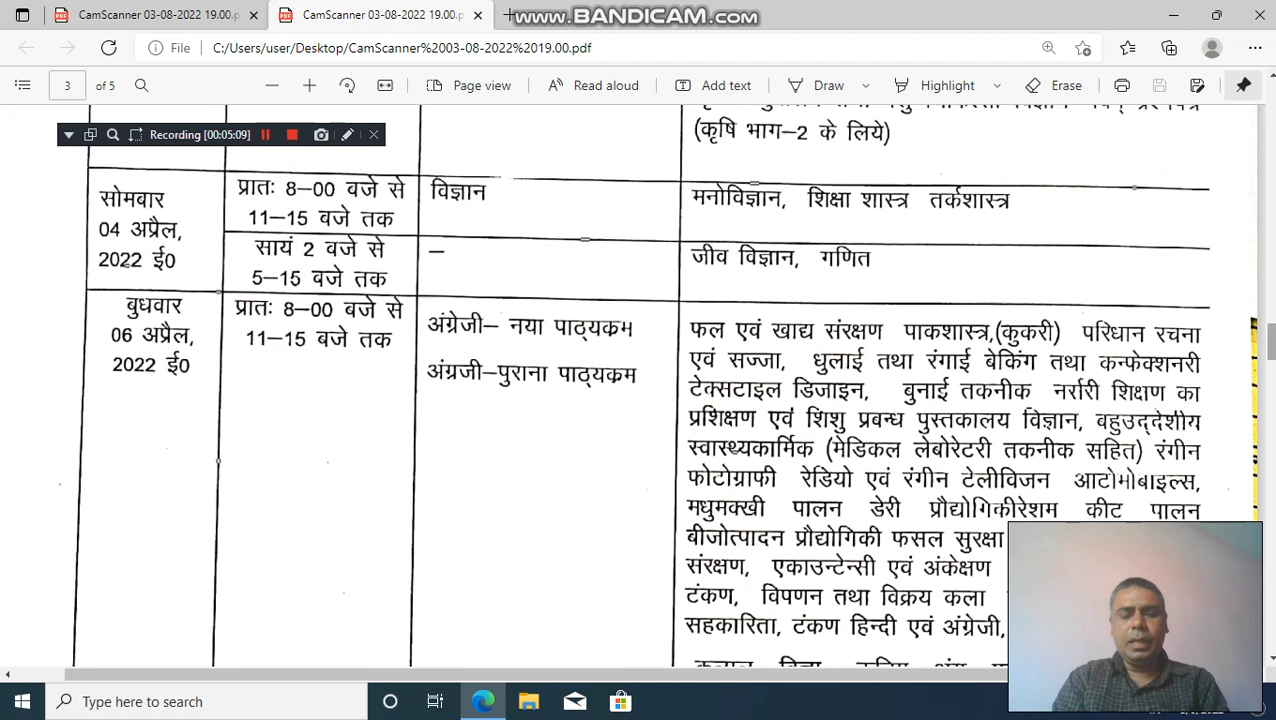 CamScanner 03-08-2022 19.00.pdf
CamScanner 03-08-2022 19.00.pdf
WWW.BANDICAM.COM
File C:/Users/user/Desktop/CamScanner%2003-08-2022%2019.00.pdf
3 of 5 Page view Read aloud Add text Draw Highlight Erase
Recording [00:05:09]
(कृषि भाग–2 के लिये)
सोमवार
04 अप्रैल,
2022 ई0
प्रातः 8–00 बजे से
11–15 बजे तक
विज्ञान
मनोविज्ञान, शिक्षा शास्त्र तर्कशास्त्र
सायं 2 बजे से
5–15 बजे तक
–
जीव विज्ञान, गणित
बुधवार
06 अप्रैल,
2022 ई0
प्रातः 8–00 बजे से
11–15 बजे तक
अंग्रेजी– नया पाठ्यक्रम
अंग्रजी–पुराना पाठ्यक्रम
फल एवं खाद्य संरक्षण पाकशास्त्र,(कुकरी) परिधान रचना
एवं सज्जा, धुलाई तथा रंगाई बेकिंग तथा कन्फेक्शनरी
टेक्सटाइल डिजाइन, बुनाई तकनीक नर्सरी शिक्षण का
प्रशिक्षण एवं शिशु प्रबन्ध पुस्तकालय विज्ञान, बहुउद्देशीय
स्वास्थ्यकार्मिक (मेडिकल लेबोरेटरी तकनीक सहित) रंगीन
फोटोग्राफी रेडियो एवं रंगीन टेलीविजन आटोमोबाइल्स,
मधुमक्खी पालन डेरी प्रौद्योगिकीरेशम कीट पालन
बीजोत्पादन प्रौद्योगिकी फसल सुरक्षा
संरक्षण, एकाउन्टेन्सी एवं अंकेक्षण
टंकण, विपणन तथा विक्रय कला
सहकारिता, टंकण हिन्दी एवं अंग्रेजी,
Type here to search